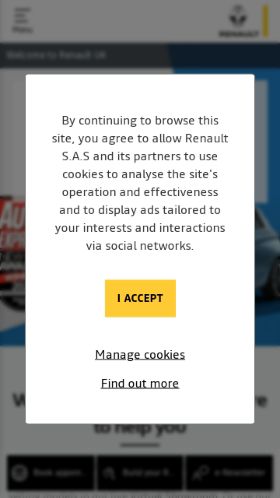 Menu
RENAULT
Welcome to Renault UK
By continuing to browse this
site, you agree to allow Renault
S.A.S and its partners to use
cookies to analyse the site's
operation and effectiveness
and to display ads tailored to
your interests and interactions
via social networks.
I ACCEPT
Manage cookies
Find out more
to help you
Book appoin...
Build your R...
e-Newsletter